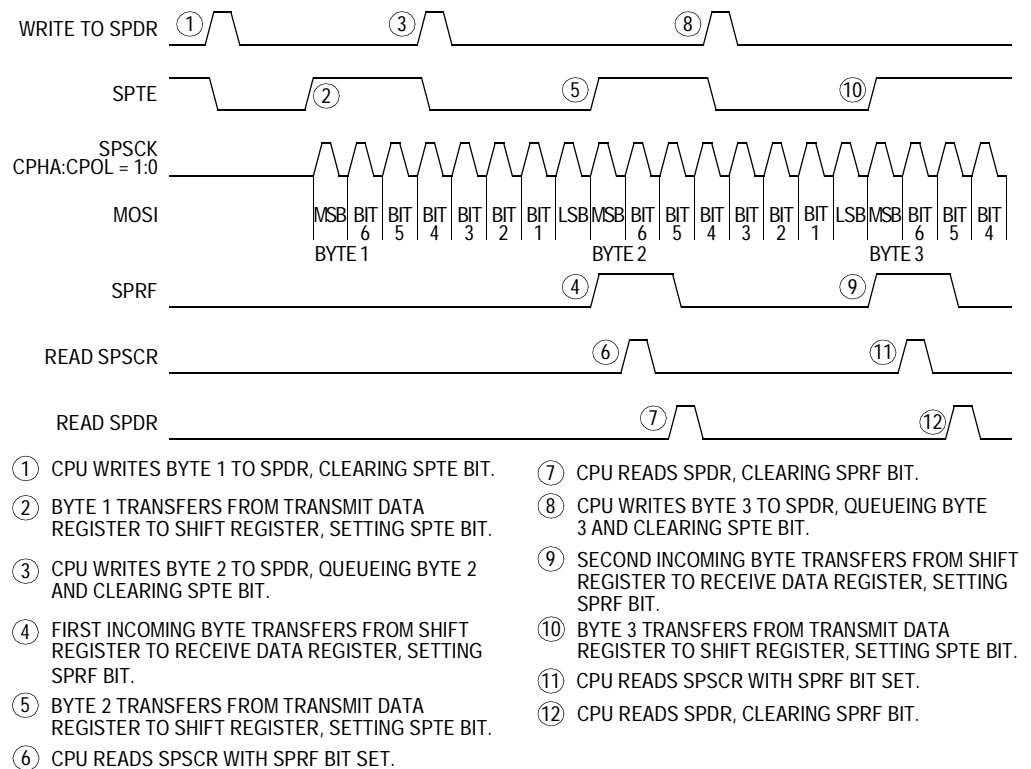 WRITE TO SPDR
1
3
8
SPTE
2
5
10
SPSCK
CPHA:CPOL = 1:0
MOSI
MSB BIT 6 BIT 5 BIT 4 BIT 3 BIT 2 BIT 1 LSB MSB BIT 6 BIT 5 BIT 4 BIT 3 BIT 2 BIT 1 LSB MSB BIT 6 BIT 5 BIT 4
BYTE 1
BYTE 2
BYTE 3
SPRF
4
9
READ SPSCR
6
11
READ SPDR
7
12
1 CPU WRITES BYTE 1 TO SPDR, CLEARING SPTE BIT.
2 BYTE 1 TRANSFERS FROM TRANSMIT DATA
REGISTER TO SHIFT REGISTER, SETTING SPTE BIT.
3 CPU WRITES BYTE 2 TO SPDR, QUEUEING BYTE 2
AND CLEARING SPTE BIT.
4 FIRST INCOMING BYTE TRANSFERS FROM SHIFT
REGISTER TO RECEIVE DATA REGISTER, SETTING
SPRF BIT.
5 BYTE 2 TRANSFERS FROM TRANSMIT DATA
REGISTER TO SHIFT REGISTER, SETTING SPTE BIT.
6 CPU READS SPSCR WITH SPRF BIT SET.
7 CPU READS SPDR, CLEARING SPRF BIT.
8 CPU WRITES BYTE 3 TO SPDR, QUEUEING BYTE
3 AND CLEARING SPTE BIT.
9 SECOND INCOMING BYTE TRANSFERS FROM SHIFT
REGISTER TO RECEIVE DATA REGISTER, SETTING
SPRF BIT.
10 BYTE 3 TRANSFERS FROM TRANSMIT DATA
REGISTER TO SHIFT REGISTER, SETTING SPTE BIT.
11 CPU READS SPSCR WITH SPRF BIT SET.
12 CPU READS SPDR, CLEARING SPRF BIT.